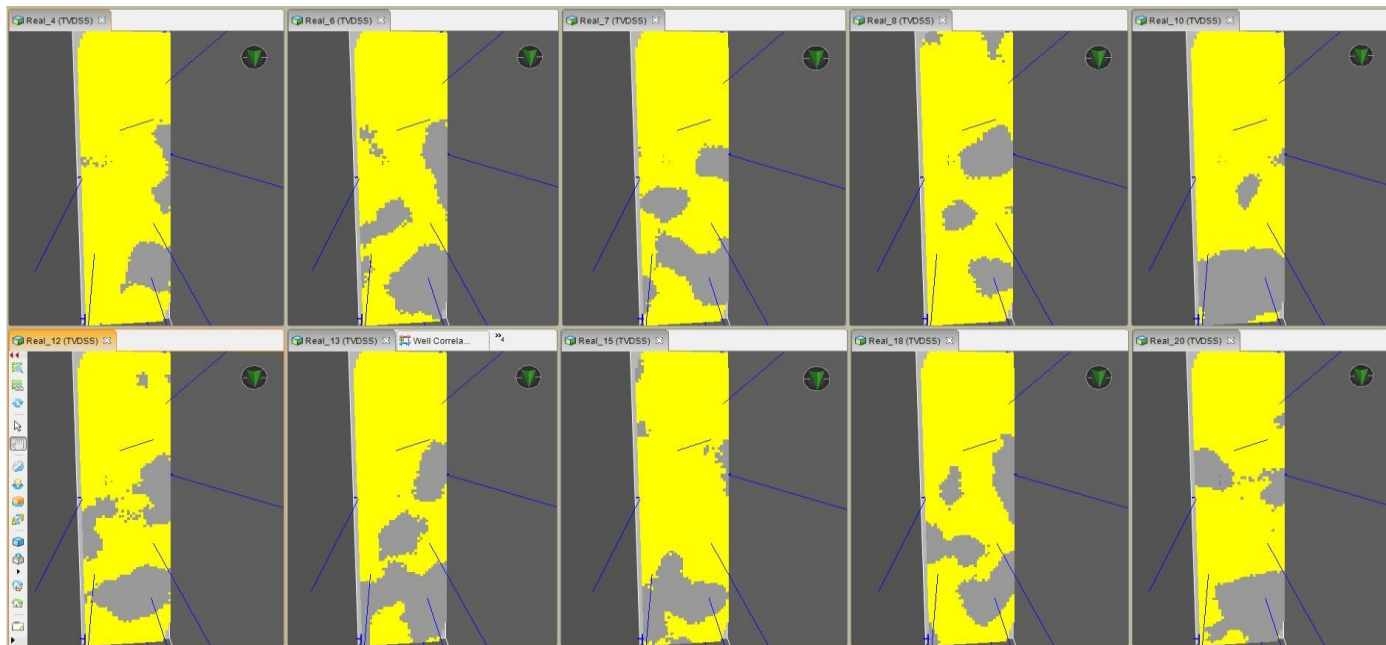 Real_4 (TVDSS)
Real_6 (TVDSS)
Real_7 (TVDSS)
Real_8 (TVDSS)
Real_10 (TVDSS)
Real_12 (TVDSS)
Real_13 (TVDSS)
Well Correla...
»4
Real_15 (TVDSS)
Real_18 (TVDSS)
Real_20 (TVDSS)